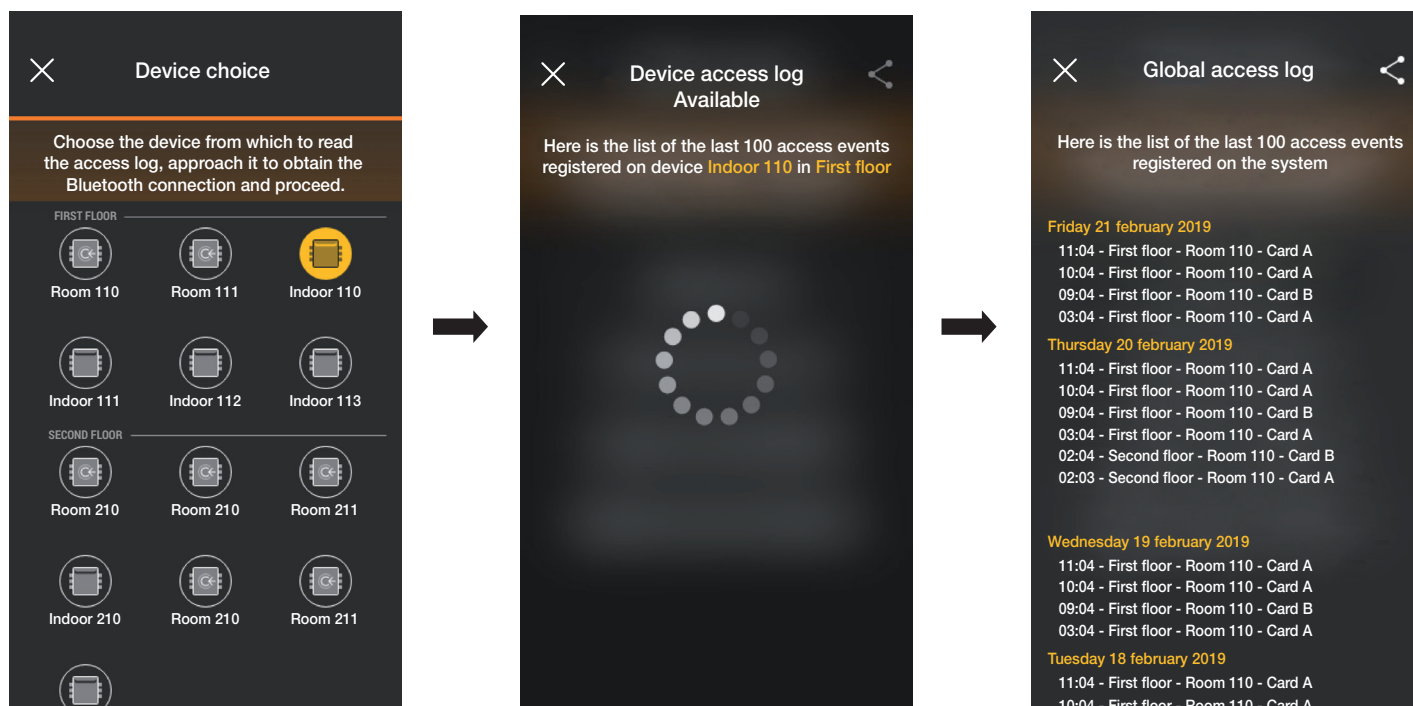 Device choice
Choose the device from which to read
the access log, approach it to obtain the
Bluetooth connection and proceed.
FIRST FLOOR
Room 110
Room 111
Indoor 110
Indoor 111
Indoor 112
Indoor 113
SECOND FLOOR
Room 210
Room 210
Room 211
Indoor 210
Room 210
Room 211
Device access log
Available
Here is the list of the last 100 access events
registered on device Indoor 110 in First floor
Global access log
Here is the list of the last 100 access events
registered on the system
Friday 21 february 2019
11:04 - First floor - Room 110 - Card A
10:04 - First floor - Room 110 - Card A
09:04 - First floor - Room 110 - Card B
03:04 - First floor - Room 110 - Card A
Thursday 20 february 2019
11:04 - First floor - Room 110 - Card A
10:04 - First floor - Room 110 - Card A
09:04 - First floor - Room 110 - Card B
03:04 - First floor - Room 110 - Card A
02:04 - Second floor - Room 110 - Card B
02:03 - Second floor - Room 110 - Card A
Wednesday 19 february 2019
11:04 - First floor - Room 110 - Card A
10:04 - First floor - Room 110 - Card A
09:04 - First floor - Room 110 - Card B
03:04 - First floor - Room 110 - Card A
Tuesday 18 february 2019
11:04 - First floor - Room 110 - Card A
10:04 - First floor - Room 110 - Card A